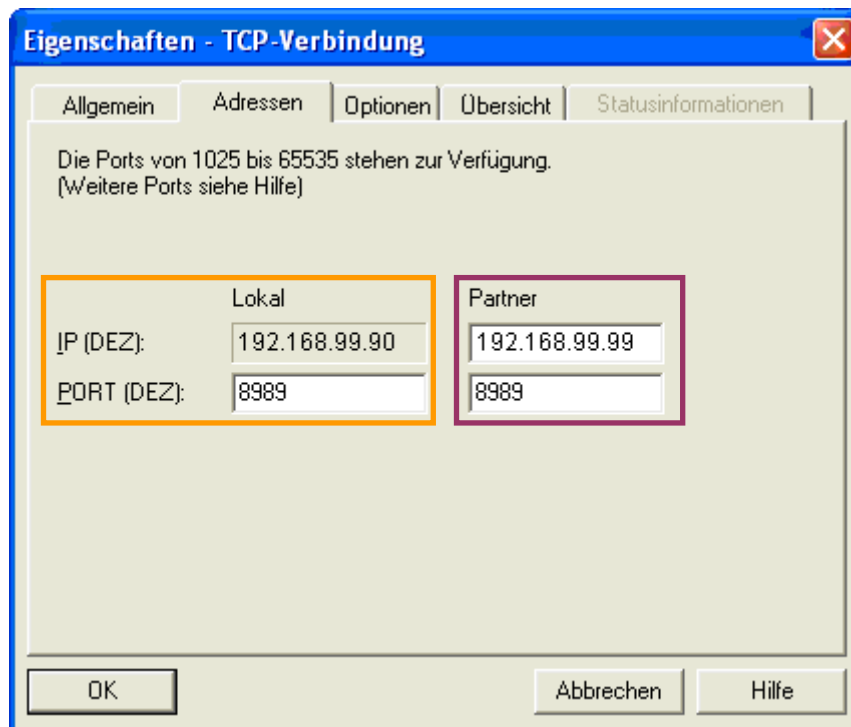 Eigenschaften - TCP-Verbindung
Allgemein Adressen Optionen Übersicht Statusinformationen
Die Ports von 1025 bis 65535 stehen zur Verfügung.
(Weitere Ports siehe Hilfe)
Lokal Partner
IP (DEZ): 192.168.99.90 192.168.99.99
PORT (DEZ): 8989 8989
OK Abbrechen Hilfe